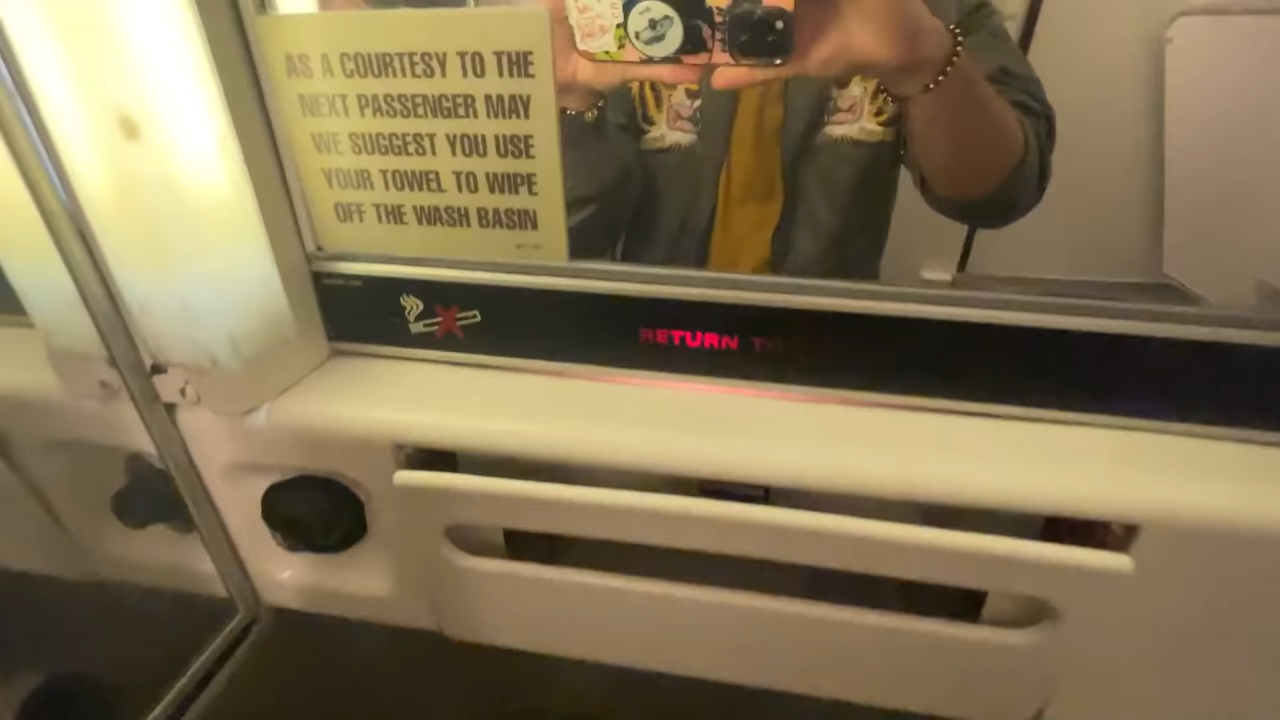 AS A COURTESY TO THE
NEXT PASSENGER MAY
WE SUGGEST YOU USE
YOUR TOWEL TO WIPE
OFF THE WASH BASIN
RETURN